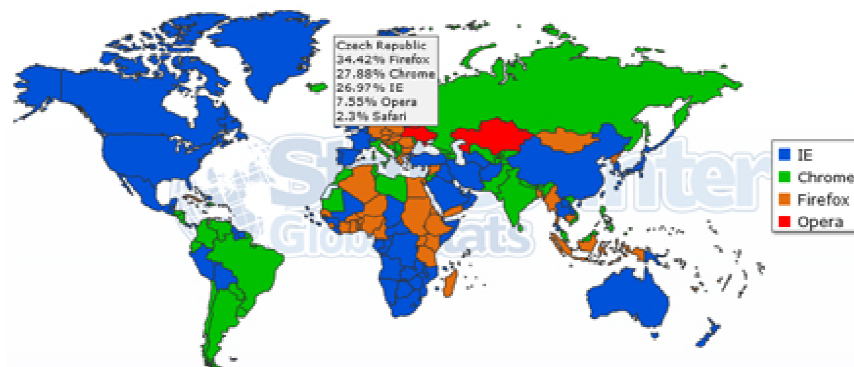 Czech Republic
34.42% Firefox
27.88% Chrome
26.97% IE
7.55% Opera
2.3% Safari
IE
Chrome
Firefox
Opera